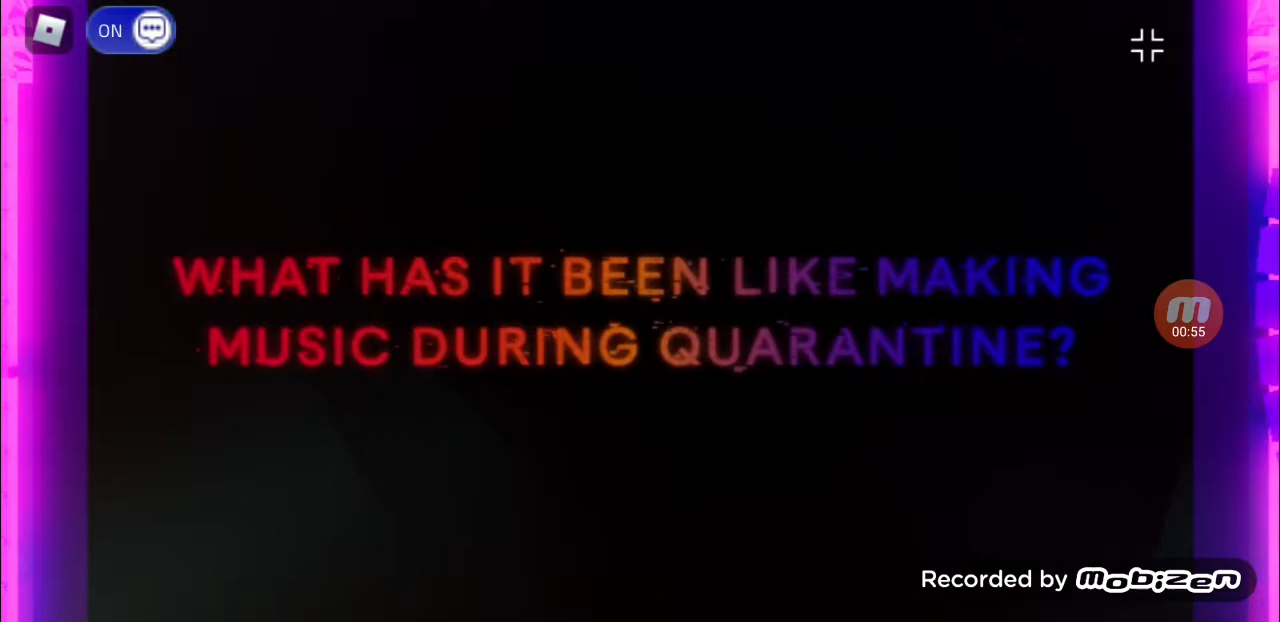 ON
WHAT HAS IT BEEN LIKE MAKING
MUSIC DURING QUARANTINE?
00:55
Recorded by mobizen